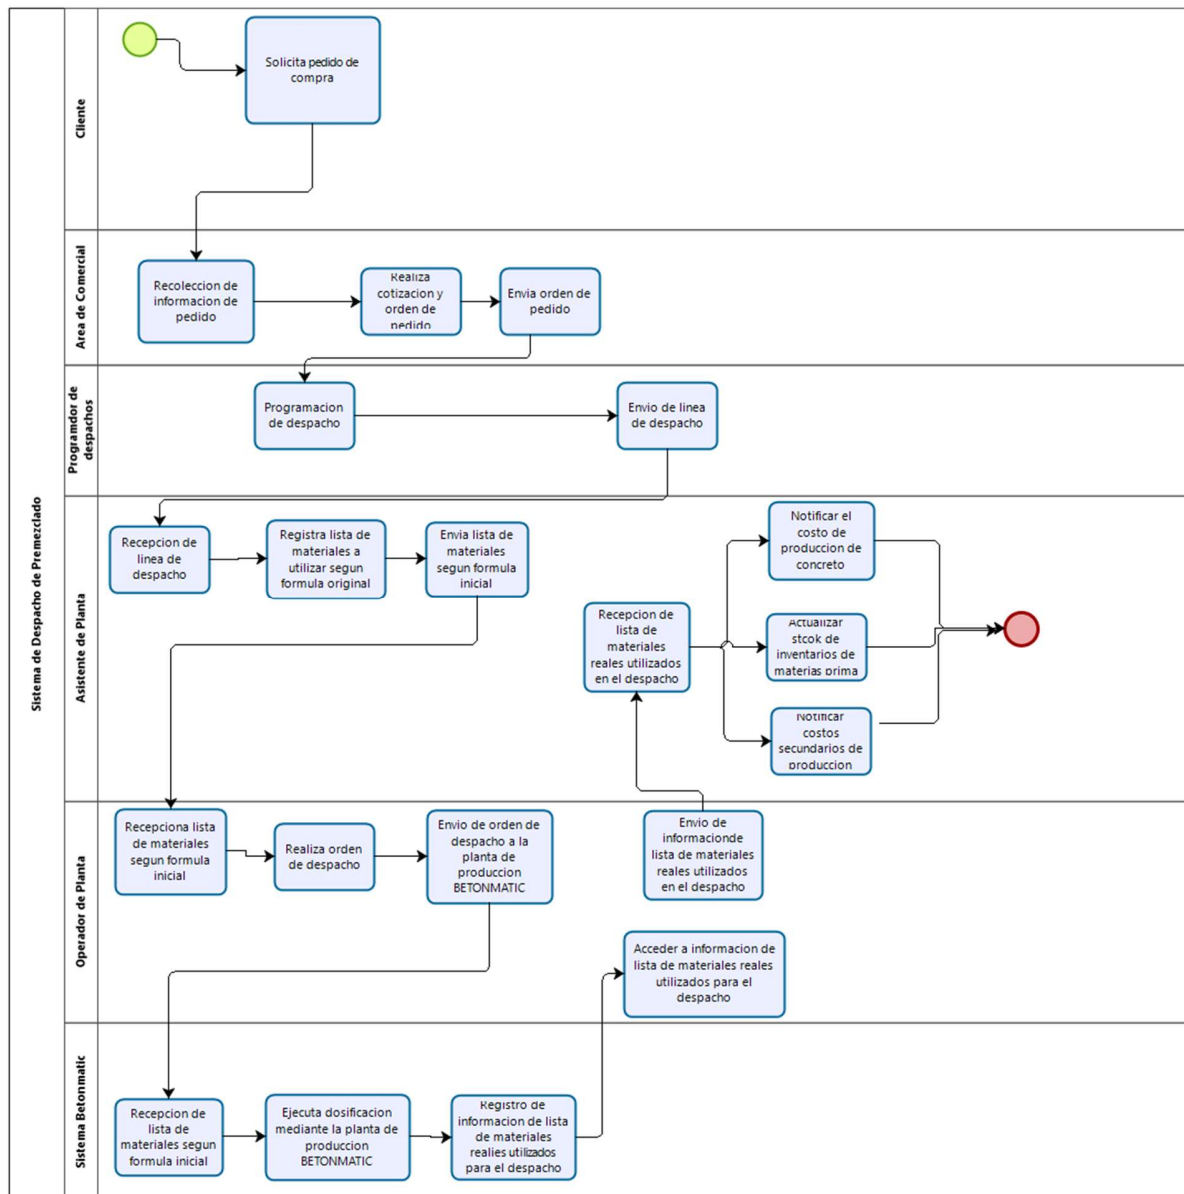 Sistema de Despacho de Premezclado
Cliente
Solicita pedido de
compra
Area de Comercial
Recoleccion de
informacion de
pedido
Realiza
cotizacion y
orden de
pedido
Envia orden de
pedido
Programdor de
despachos
Programacion
de despacho
Envio de linea
de despacho
Asistente de Planta
Recepcion de
linea de
despacho
Registra lista de
materiales a
utilizar segun
formula original
Envia lista de
materiales
segun formula
inicial
Recepcion de
lista de
materiales
reales utilizados
en el despacho
Notificar el
costo de
produccion de
concreto
Actualizar
stcok de
inventarios de
materias prima
Notificar
costos
secundarios de
produccion
Operador de Planta
Recepciona lista
de materiales
segun formula
inicial
Realiza orden
de despacho
Envio de orden de
despacho a la
planta de
produccion
BETONMATIC
Envio de
informacionde
lista de materiales
reales utilizados
en el despacho
Acceder a informacion de
lista de materiales reales
utilizados para el
despacho
Sistema Betonmatic
Recepcion de
lista de
materiales segun
formula inicial
Ejecuta dosificacion
mediante la planta de
produccion
BETONMATIC
Registro de
informacion de lista
de materiales
realies utilizados
para el despacho